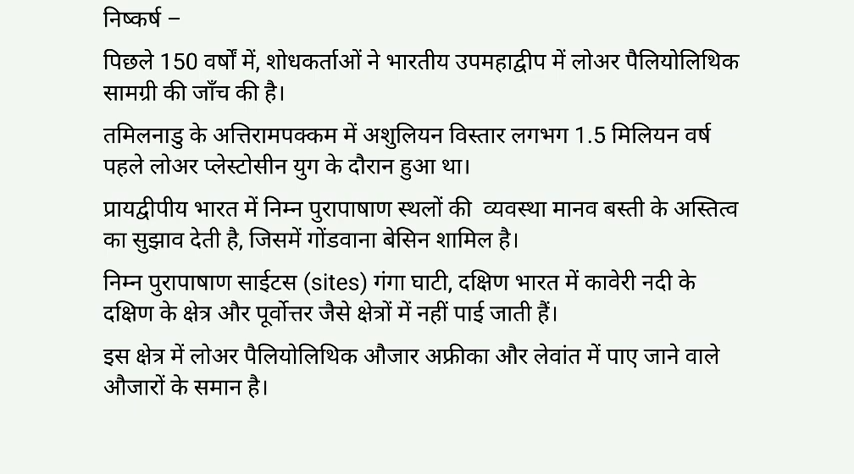 निष्कर्ष –
पिछले 150 वर्षों में, शोधकर्ताओं ने भारतीय उपमहाद्वीप में लोअर पैलियोलिथिक
सामग्री की जाँच की है।
तमिलनाडु के अत्तिरामपक्कम में अशुलियन विस्तार लगभग 1.5 मिलियन वर्ष
पहले लोअर प्लेस्टोसीन युग के दौरान हुआ था।
प्रायद्वीपीय भारत में निम्न पुरापाषाण स्थलों की व्यवस्था मानव बस्ती के अस्तित्व
का सुझाव देती है, जिसमें गोंडवाना बेसिन शामिल है।
निम्न पुरापाषाण साईटस (sites) गंगा घाटी, दक्षिण भारत में कावेरी नदी के
दक्षिण के क्षेत्र और पूर्वोत्तर जैसे क्षेत्रों में नहीं पाई जाती हैं।
इस क्षेत्र में लोअर पैलियोलिथिक औजार अफ्रीका और लेवांत में पाए जाने वाले
औजारों के समान है।